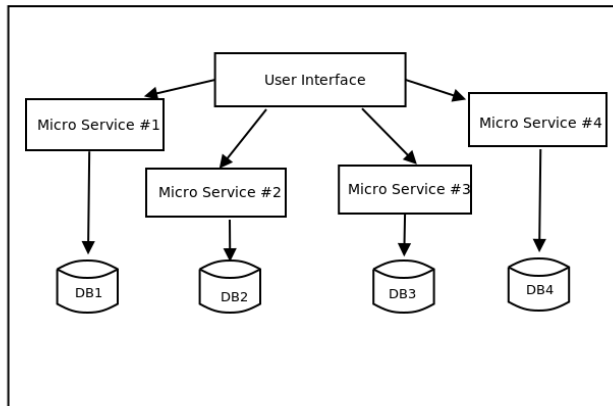 User Interface
Micro Service #1
Micro Service #4
Micro Service #2
Micro Service #3
DB1
DB2
DB3
DB4